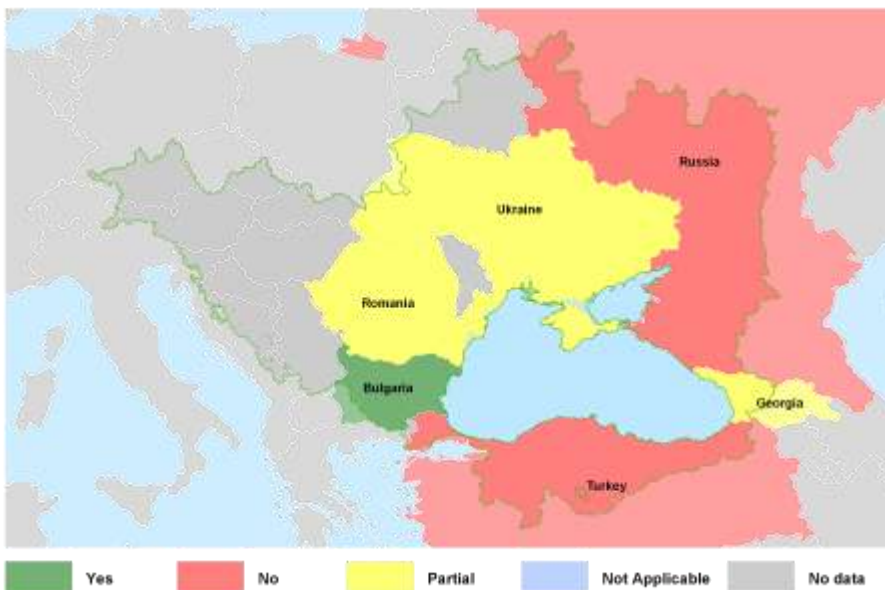 Russia
Ukraine
Romania
Bulgaria
Georgia
Turkey
Yes No Partial Not Applicable No data